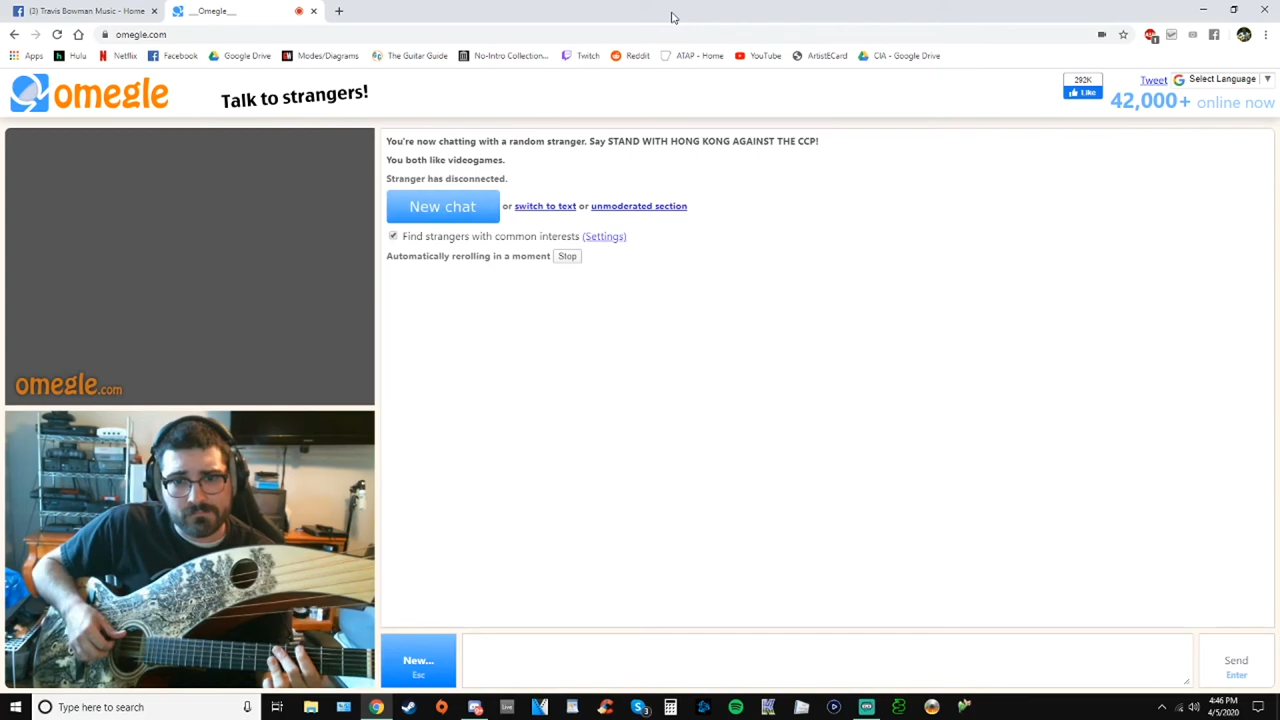 (3) Travis Bowman Music - Home
__Omegle__
omegle.com
Apps Hulu Netflix Facebook Google Drive Modes/Diagrams The Guitar Guide No-Intro Collection... Twitch Reddit ATAP - Home YouTube ArtistECard CIA - Google Drive
omegle Talk to strangers!
292K
Like
Tweet Select Language
42,000+ online now
You're now chatting with a random stranger. Say STAND WITH HONG KONG AGAINST THE CCP!
You both like videogames.
Stranger has disconnected.
New chat or switch to text or unmoderated section
Find strangers with common interests (Settings)
Automatically rerolling in a moment Stop
omegle.com
New...
Esc
Send
Enter
Type here to search
Live
3
4:46 PM
4/5/2020